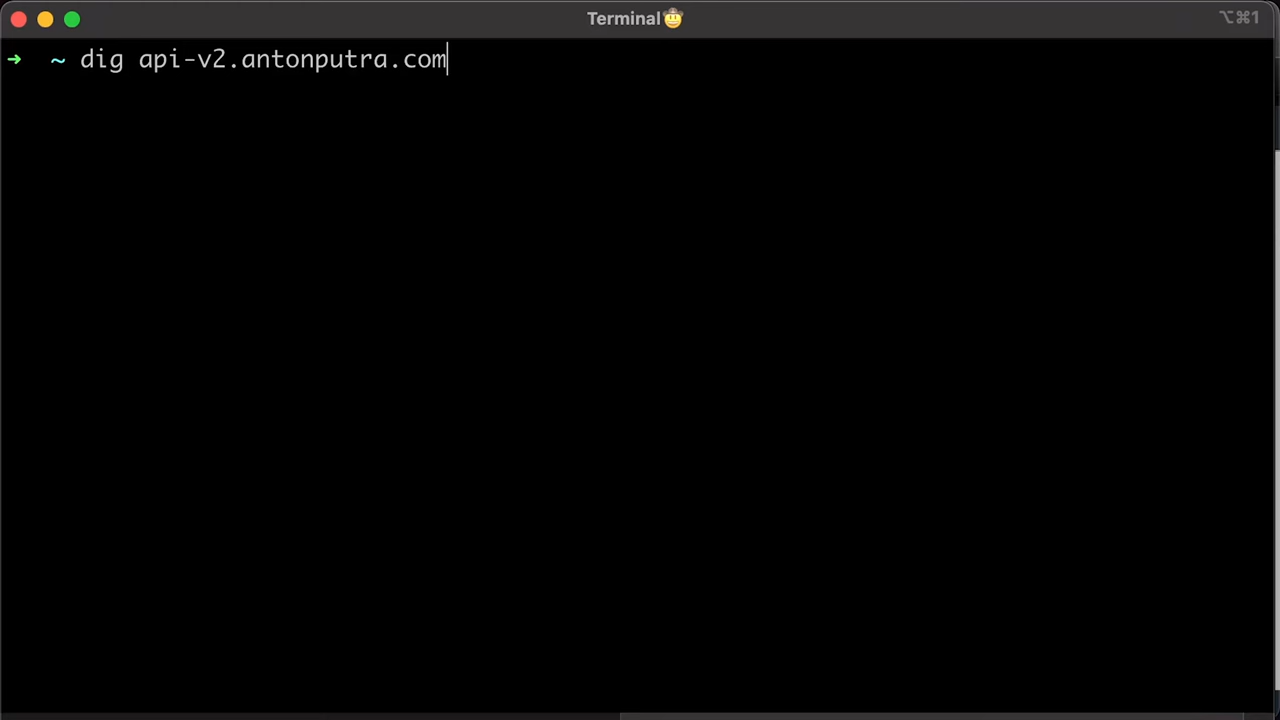 Terminal🤠
⌥⌘1
➜ ~ dig api-v2.antonputra.com